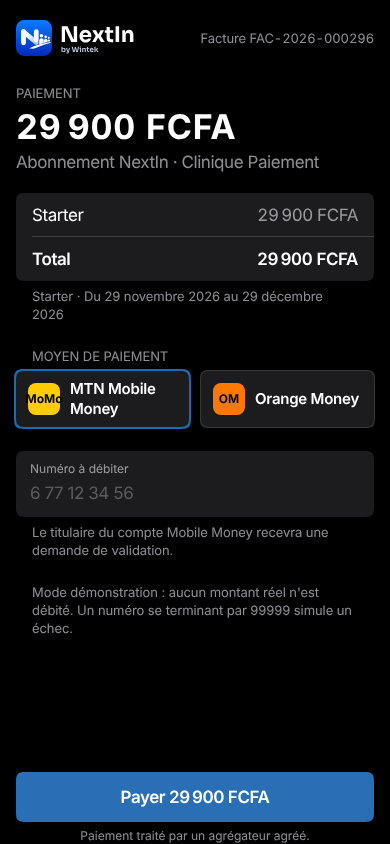 NextIn
by Wintek
Facture FAC-2026-000296
PAIEMENT
29 900 FCFA
Abonnement NextIn · Clinique Paiement
Starter 29 900 FCFA
Total 29 900 FCFA
Starter · Du 29 novembre 2026 au 29 décembre
2026
MOYEN DE PAIEMENT
MoMo
MTN Mobile
Money
OM
Orange Money
Numéro à débiter
6 77 12 34 56
Le titulaire du compte Mobile Money recevra une
demande de validation.
Mode démonstration : aucun montant réel n'est
débité. Un numéro se terminant par 99999 simule un
échec.
Payer 29 900 FCFA
Paiement traité par un agrégateur agréé.